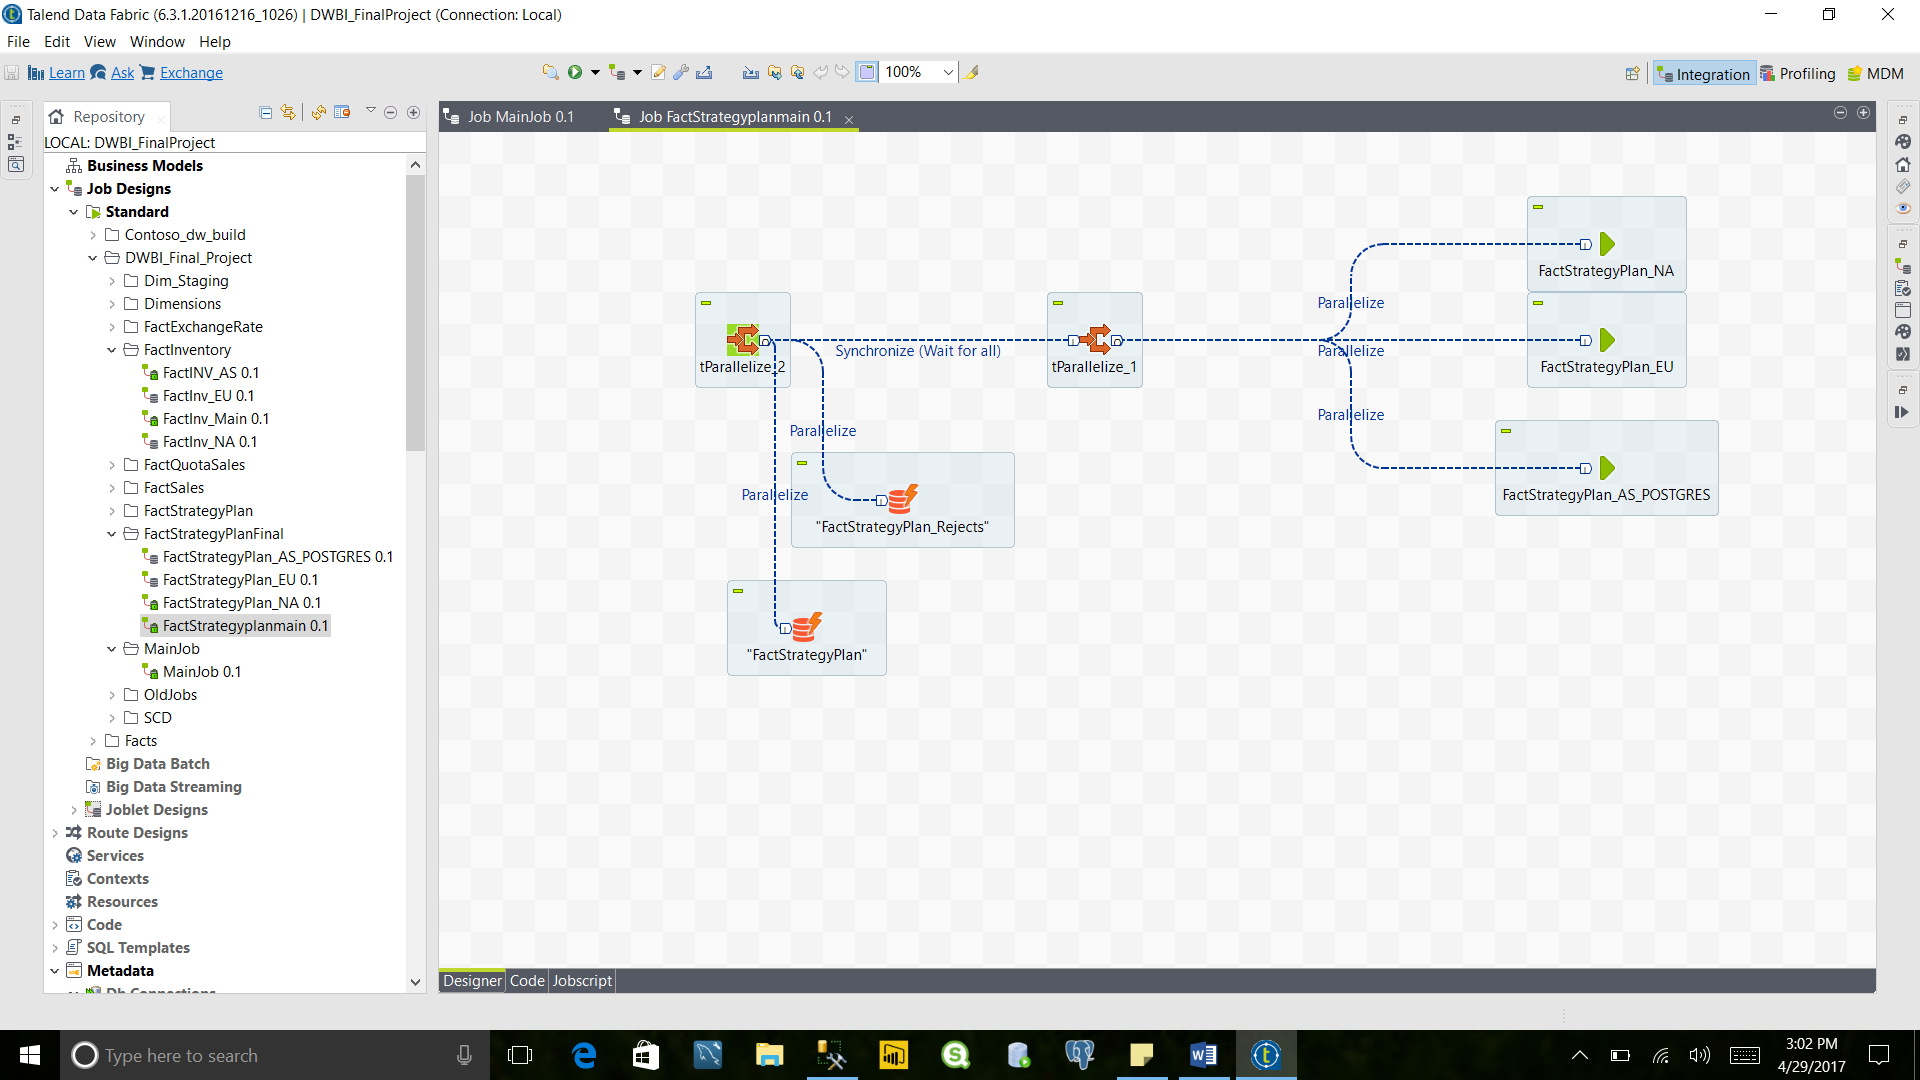 Talend Data Fabric (6.3.1.20161216_1026) | DWBI_FinalProject (Connection: Local)
File Edit View Window Help
Learn Ask Exchange
100%
Integration Profiling MDM
Repository
LOCAL: DWBI_FinalProject
Business Models
Job Designs
Standard
Contoso_dw_build
DWBI_Final_Project
Dim_Staging
Dimensions
FactExchangeRate
FactInventory
FactINV_AS 0.1
FactInv_EU 0.1
FactInv_Main 0.1
FactInv_NA 0.1
FactQuotaSales
FactSales
FactStrategyPlan
FactStrategyPlanFinal
FactStrategyPlan_AS_POSTGRES 0.1
FactStrategyPlan_EU 0.1
FactStrategyPlan_NA 0.1
FactStrategyplanmain 0.1
MainJob
MainJob 0.1
OldJobs
SCD
Facts
Big Data Batch
Big Data Streaming
Joblet Designs
Route Designs
Services
Contexts
Resources
Code
SQL Templates
Metadata
Db Connections
Job MainJob 0.1
Job FactStrategyplanmain 0.1
FactStrategyPlan_NA
Parallelize
Synchronize (Wait for all)
Parallelize
tParallelize_2
tParallelize_1
FactStrategyPlan_EU
Parallelize
Parallelize
Parallelize
FactStrategyPlan_AS_POSTGRES
"FactStrategyPlan_Rejects"
"FactStrategyPlan"
Designer Code Jobscript
Type here to search
3:02 PM
4/29/2017